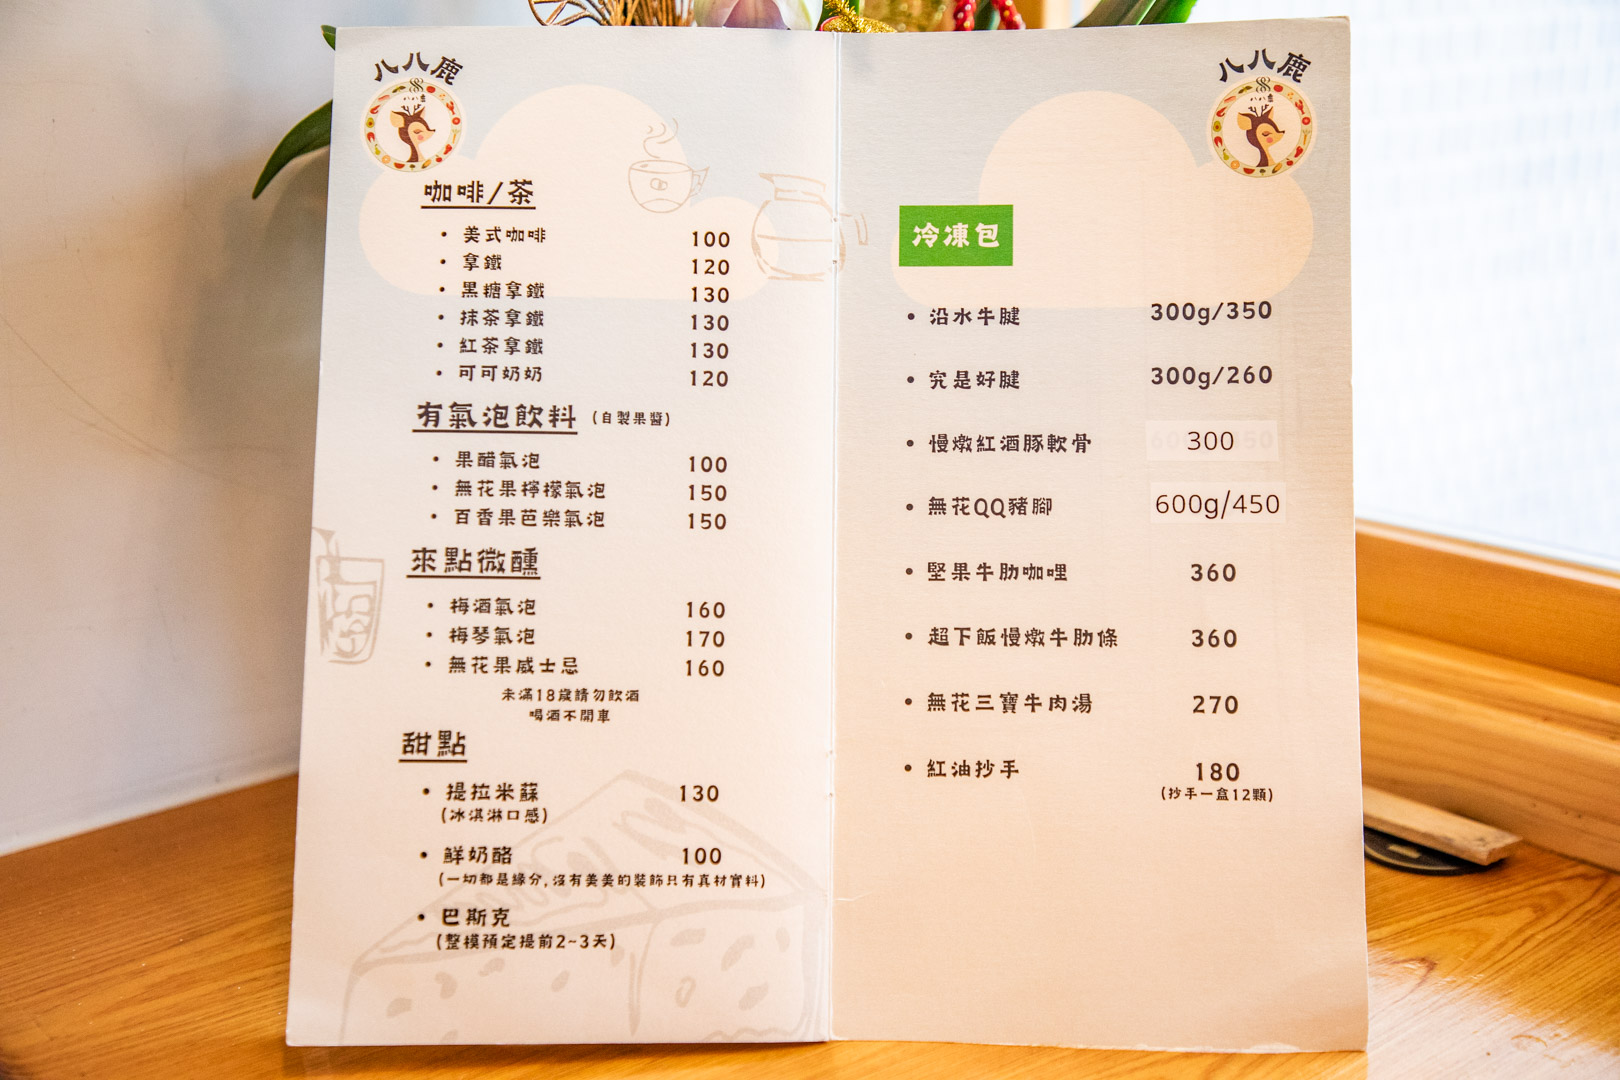 八八鹿
八八鹿
咖啡/茶
• 美式咖啡 100
• 拿鐵 120
• 黑糖拿鐵 130
• 抹茶拿鐵 130
• 紅茶拿鐵 130
• 可可奶奶 120
有氣泡飲料 (自製果醬)
• 果醋氣泡 100
• 無花果檸檬氣泡 150
• 百香果芭樂氣泡 150
來點微醺
• 梅酒氣泡 160
• 梅琴氣泡 170
• 無花果威士忌 160
未滿18歲請勿飲酒
喝酒不開車
甜點
• 提拉米蘇 130
(冰淇淋口感)
• 鮮奶酪 100
(一切都是緣分,沒有美美的裝飾只有真材實料)
• 巴斯克
(整模預定提前2~3天)
八八鹿
八八鹿
冷凍包
• 沿水牛腱 300g/350
• 究是好腱 300g/260
• 慢燉紅酒豚軟骨 300
• 無花QQ豬腳 600g/450
• 堅果牛肋咖哩 360
• 超下飯慢燉牛肋條 360
• 無花三寶牛肉湯 270
• 紅油抄手 180
(抄手一盒12顆)